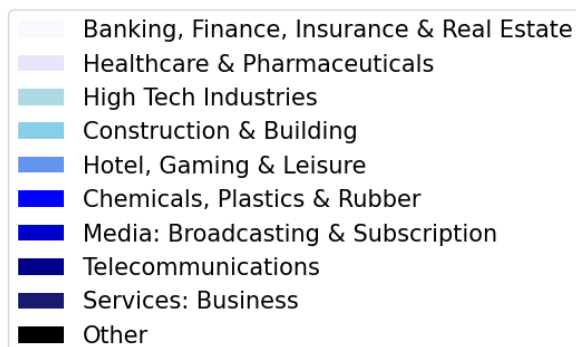 Banking, Finance, Insurance & Real Estate
Healthcare & Pharmaceuticals
High Tech Industries
Construction & Building
Hotel, Gaming & Leisure
Chemicals, Plastics & Rubber
Media: Broadcasting & Subscription
Telecommunications
Services: Business
Other